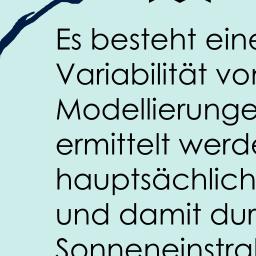 Es besteht eine
Variabilität vo
Modellierunge
ermittelt werde
hauptsächlich
und damit dur
Sonneneinstra